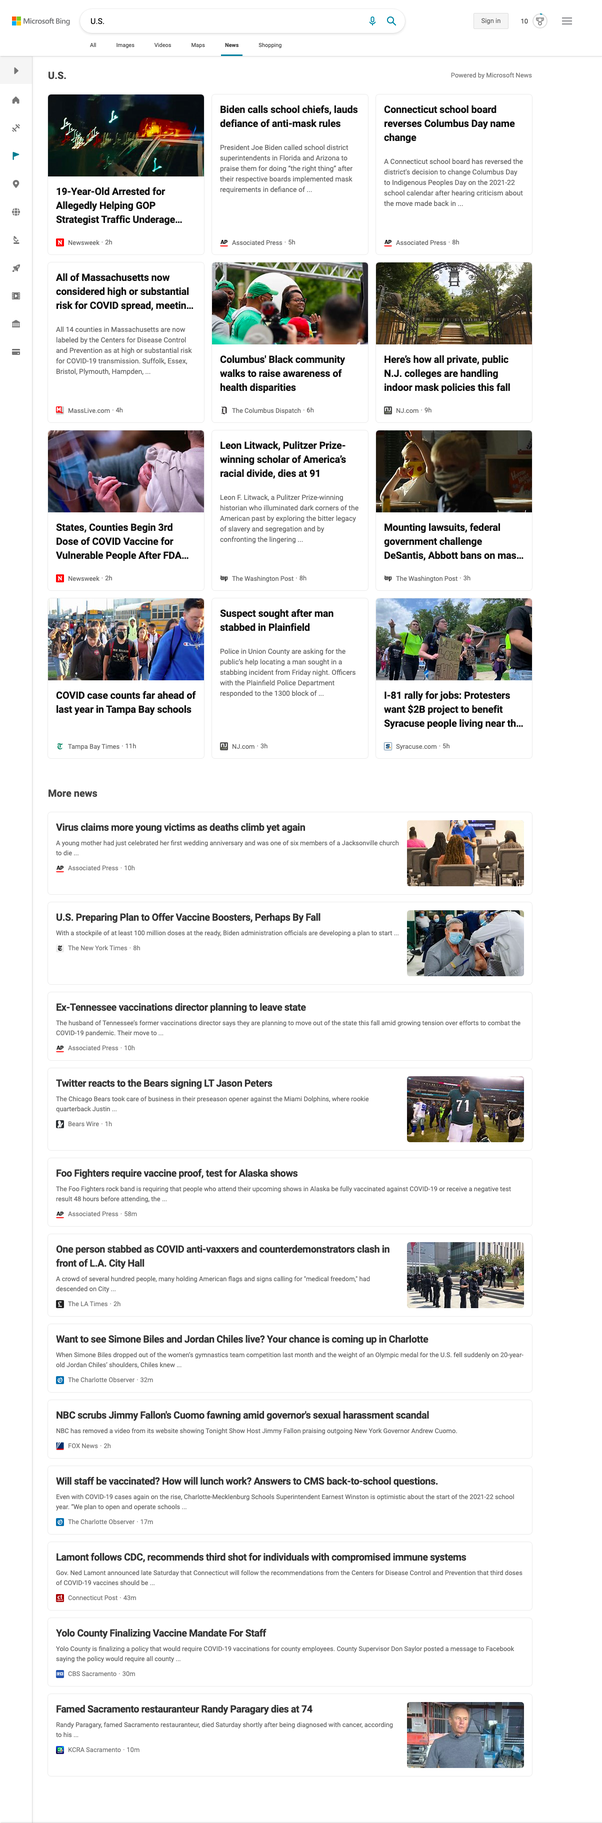 Microsoft Bing
U.S.
Sign in
10
All
Images
Videos
Maps
News
Shopping
U.S.
Powered by Microsoft News
19-Year-Old Arrested for
Allegedly Helping GOP
Strategist Traffic Underage...
Newsweek · 2h
Biden calls school chiefs, lauds
defiance of anti-mask rules
President Joe Biden called school district
superintendents in Florida and Arizona to
praise them for doing "the right thing" after
their respective boards implemented mask
requirements in defiance of ...
Associated Press · 5h
Connecticut school board
reverses Columbus Day name
change
A Connecticut school board has reversed the
district's decision to change Columbus Day
to Indigenous Peoples Day on the 2021-22
school calendar after hearing criticism about
the move made back in ...
Associated Press · 8h
All of Massachusetts now
considered high or substantial
risk for COVID spread, meetin...
All 14 counties in Massachusetts are now
labeled by the Centers for Disease Control
and Prevention as at high or substantial risk
for COVID-19 transmission. Suffolk, Essex,
Bristol, Plymouth, Hampden, ...
MassLive.com · 4h
Columbus' Black community
walks to raise awareness of
health disparities
The Columbus Dispatch · 6h
Here's how all private, public
N.J. colleges are handling
indoor mask policies this fall
NJ.com · 9h
States, Counties Begin 3rd
Dose of COVID Vaccine for
Vulnerable People After FDA...
Newsweek · 2h
Leon Litwack, Pulitzer Prize-
winning scholar of America's
racial divide, dies at 91
Leon F. Litwack, a Pulitzer Prize-winning
historian who illuminated dark corners of the
American past by exploring the bitter legacy
of slavery and segregation and by
confronting the lingering ...
The Washington Post · 8h
Mounting lawsuits, federal
government challenge
DeSantis, Abbott bans on mas...
The Washington Post · 3h
COVID case counts far ahead of
last year in Tampa Bay schools
Tampa Bay Times · 11h
Suspect sought after man
stabbed in Plainfield
Police in Union County are asking for the
public's help locating a man sought in a
stabbing incident from Friday night. Officers
with the Plainfield Police Department
responded to the 1300 block of ...
NJ.com · 3h
I-81 rally for jobs: Protesters
want $2B project to benefit
Syracuse people living near th...
Syracuse.com · 5h
More news
Virus claims more young victims as deaths climb yet again
A young mother had just celebrated her first wedding anniversary and was one of six members of a Jacksonville church
to die ...
Associated Press · 10h
U.S. Preparing Plan to Offer Vaccine Boosters, Perhaps By Fall
With a stockpile of at least 100 million doses at the ready, Biden administration officials are developing a plan to start ...
The New York Times · 8h
Ex-Tennessee vaccinations director planning to leave state
The husband of Tennessee's former vaccinations director says they are planning to move out of the state this fall amid growing tension over efforts to combat the
COVID-19 pandemic. Their move to ...
Associated Press · 10h
Twitter reacts to the Bears signing LT Jason Peters
The Chicago Bears took care of business in their preseason opener against the Miami Dolphins, where rookie
quarterback Justin ...
Bears Wire · 1h
71
Foo Fighters require vaccine proof, test for Alaska shows
The Foo Fighters rock band is requiring that people who attend their upcoming shows in Alaska be fully vaccinated against COVID-19 or receive a negative test
result 48 hours before attending, the ...
Associated Press · 58m
One person stabbed as COVID anti-vaxxers and counterdemonstrators clash in
front of L.A. City Hall
A crowd of several hundred people, many holding American flags and signs calling for "medical freedom," had
descended on City ...
The LA Times · 2h
Want to see Simone Biles and Jordan Chiles live? Your chance is coming up in Charlotte
When Simone Biles dropped out of the women's gymnastics team competition last month and the weight of an Olympic medal for the U.S. fell suddenly on 20-year-
old Jordan Chiles' shoulders, Chiles knew ...
The Charlotte Observer · 32m
NBC scrubs Jimmy Fallon's Cuomo fawning amid governor's sexual harassment scandal
NBC has removed a video from its website showing Tonight Show Host Jimmy Fallon praising outgoing New York Governor Andrew Cuomo.
FOX News · 2h
Will staff be vaccinated? How will lunch work? Answers to CMS back-to-school questions.
Even with COVID-19 cases again on the rise, Charlotte-Mecklenburg Schools Superintendent Earnest Winston is optimistic about the start of the 2021-22 school
year. "We plan to open and operate schools ...
The Charlotte Observer · 17m
Lamont follows CDC, recommends third shot for individuals with compromised immune systems
Gov. Ned Lamont announced late Saturday that Connecticut will follow the recommendations from the Centers for Disease Control and Prevention that third doses
of COVID-19 vaccines should be ...
Connecticut Post · 43m
Yolo County Finalizing Vaccine Mandate For Staff
Yolo County is finalizing a policy that would require COVID-19 vaccinations for county employees. County Supervisor Don Saylor posted a message to Facebook
saying the policy would require all county ...
CBS Sacramento · 30m
Famed Sacramento restauranteur Randy Paragary dies at 74
Randy Paragary, famed Sacramento restauranteur, died Saturday shortly after being diagnosed with cancer, according
to his ...
KCRA Sacramento · 10m